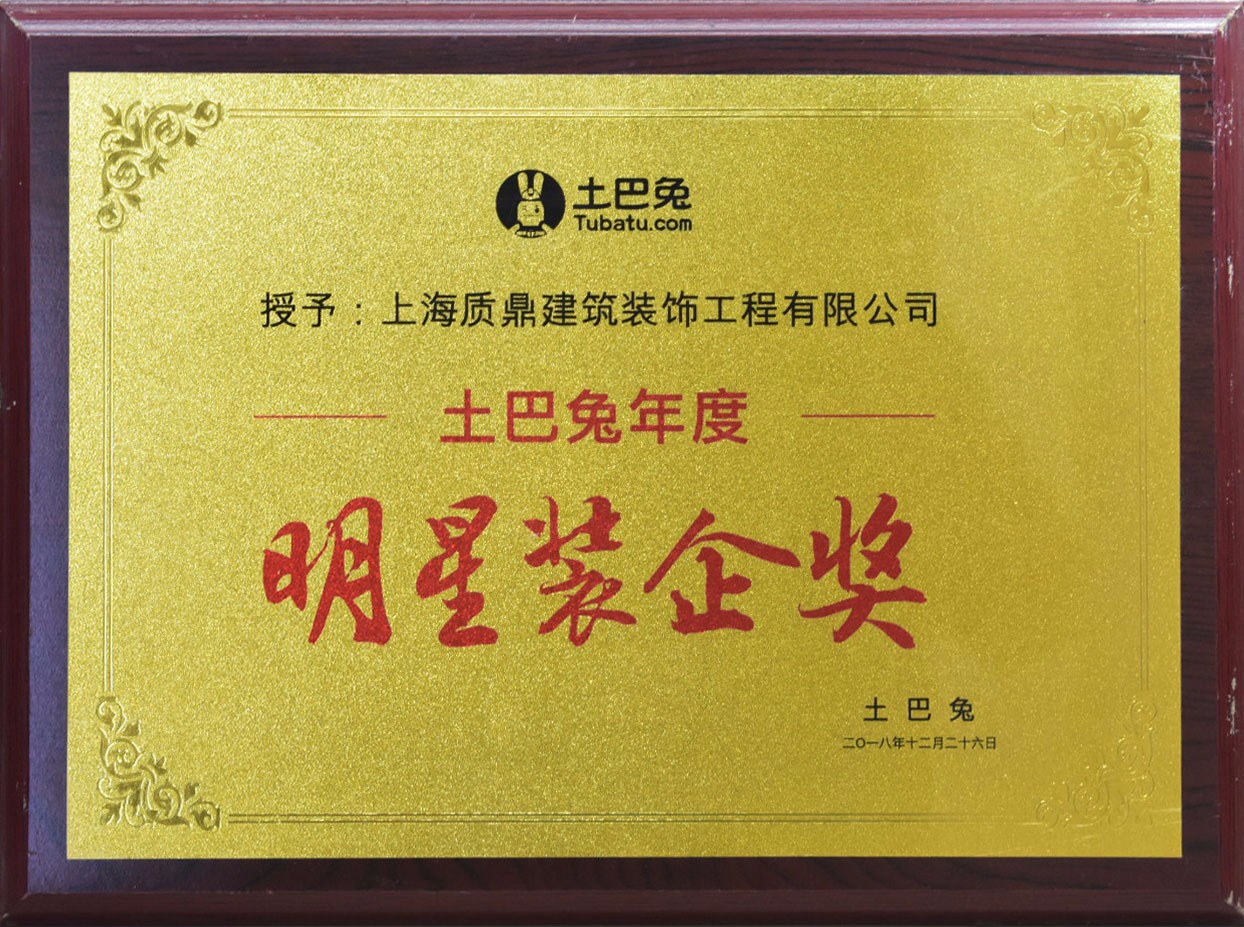 土巴兔
Tubatu.com
授予：上海质鼎建筑装饰工程有限公司
土巴兔年度
明星装企奖
土巴兔
二〇一八年十二月二十六日